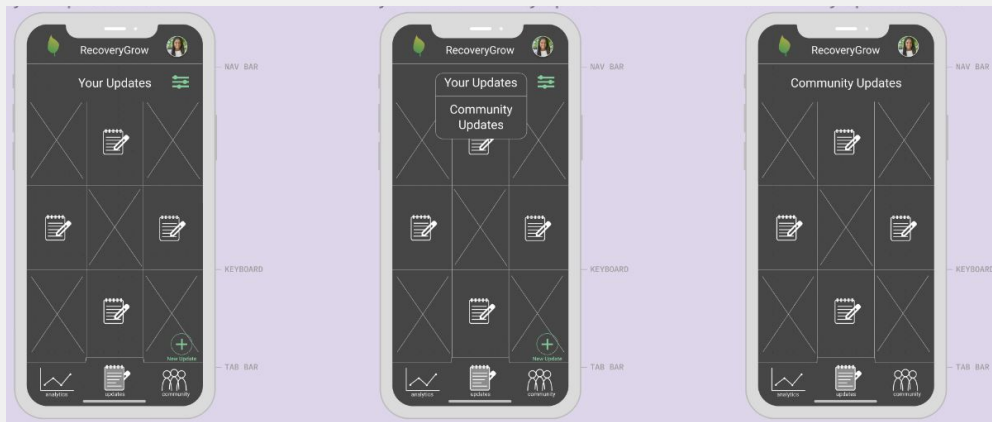 RecoveryGrow
NAV BAR
Your Updates
New Update
KEYBOARD
TAB BAR
analytics
updates
community
RecoveryGrow
NAV BAR
Your Updates
Community
Updates
New Update
KEYBOARD
TAB BAR
analytics
updates
community
RecoveryGrow
NAV BAR
Community Updates
KEYBOARD
TAB BAR
analytics
updates
community